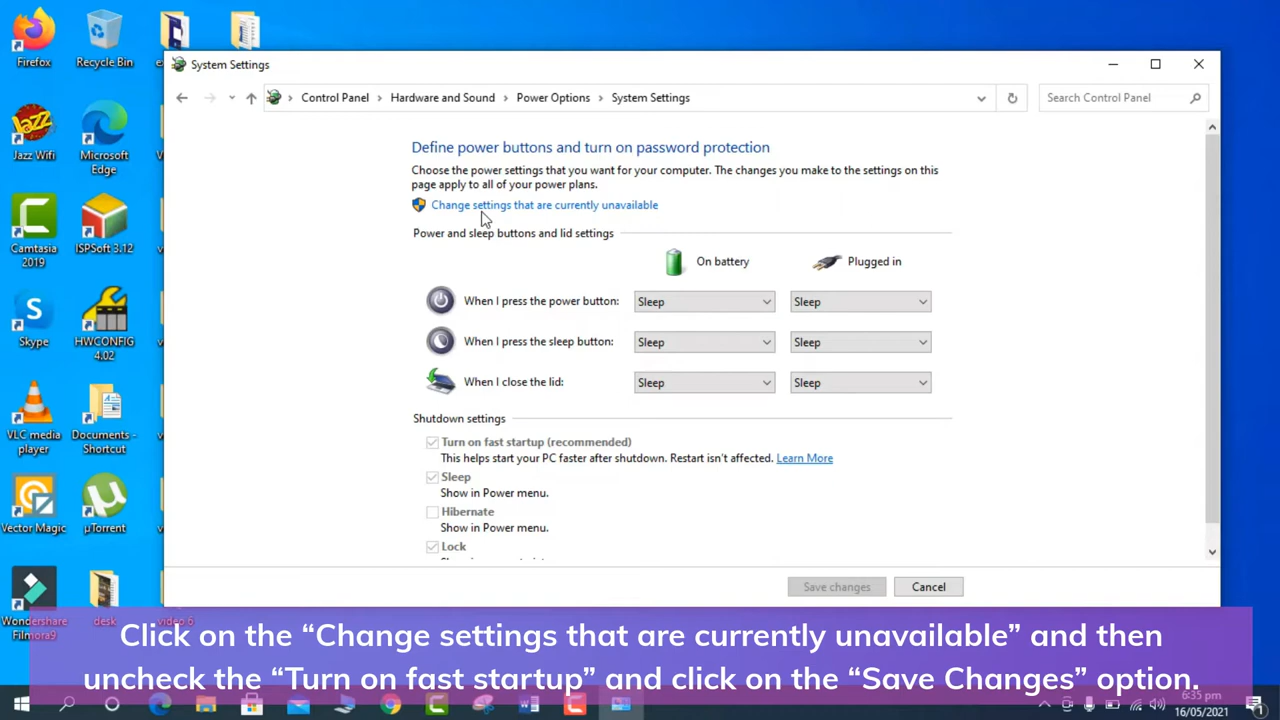 System Settings
Control Panel > Hardware and Sound > Power Options > System Settings
Search Control Panel
Define power buttons and turn on password protection
Choose the power settings that you want for your computer. The changes you make to the settings on this
page apply to all of your power plans.
Change settings that are currently unavailable
Power and sleep buttons and lid settings
On battery
Plugged in
When I press the power button: Sleep Sleep
When I press the sleep button: Sleep Sleep
When I close the lid: Sleep Sleep
Shutdown settings
Turn on fast startup (recommended)
This helps start your PC faster after shutdown. Restart isn't affected. Learn More
Sleep
Show in Power menu.
Hibernate
Show in Power menu.
Lock
Save changes
Cancel
Firefox
Recycle Bin
Jazz Wifi
Microsoft
Edge
Camtasia
2019
ISPSoft 3.12
Skype
HWCONFIG
4.02
VLC media
player
Documents -
Shortcut
Vector Magic
µTorrent
Wondershare
Filmora9
desk
video 6
Click on the “Change settings that are currently unavailable” and then
uncheck the “Turn on fast startup” and click on the “Save Changes” option.
6:35 pm
16/05/2021